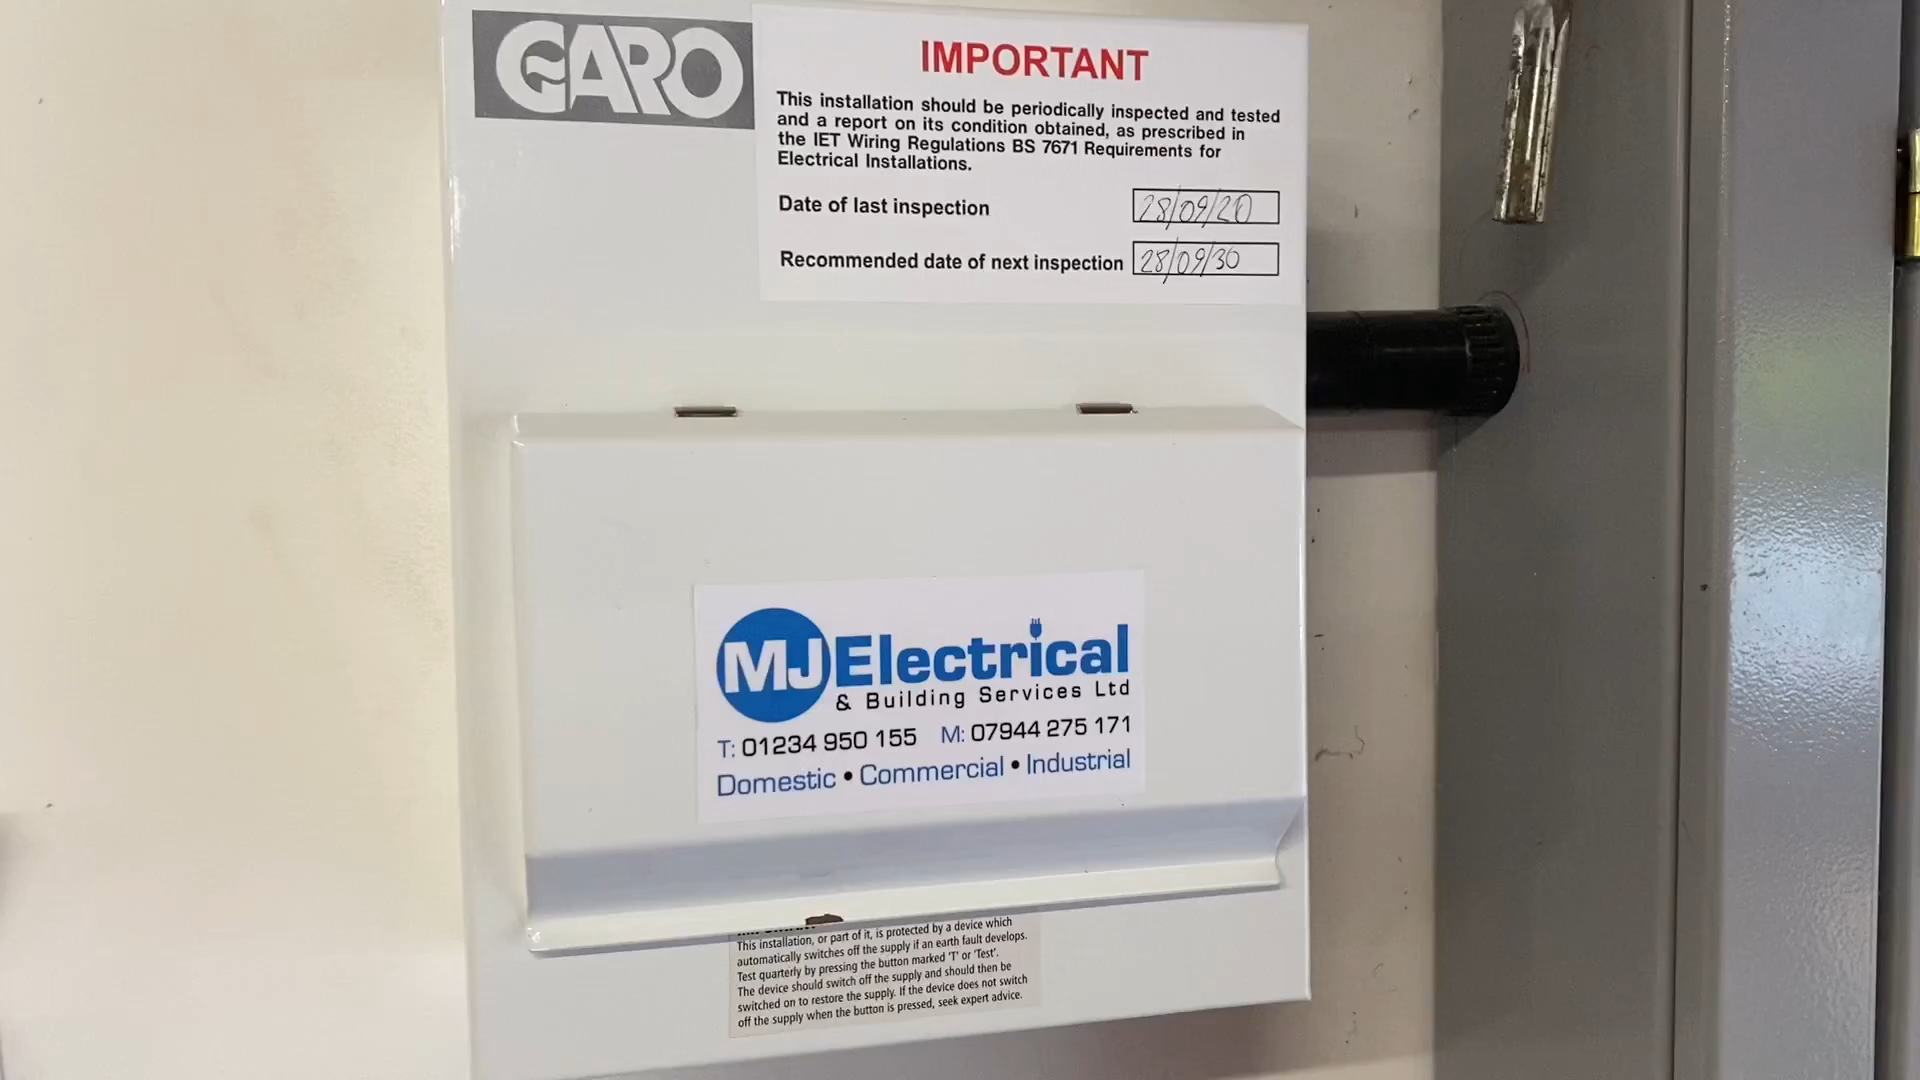 GARO
IMPORTANT
This installation should be periodically inspected and tested
and a report on its condition obtained, as prescribed in
the IET Wiring Regulations BS 7671 Requirements for
Electrical Installations.
Date of last inspection 28/09/20
Recommended date of next inspection 28/09/30
MJ Electrical
& Building Services Ltd
T: 01234 950 155 M: 07944 275 171
Domestic • Commercial • Industrial
This installation, or part of it, is protected by a device which
automatically switches off the supply if an earth fault develops.
Test quarterly by pressing the button marked 'T' or 'Test'.
The device should switch off the supply and should then be
switched on to restore the supply. If the device does not switch
off the supply when the button is pressed, seek expert advice.